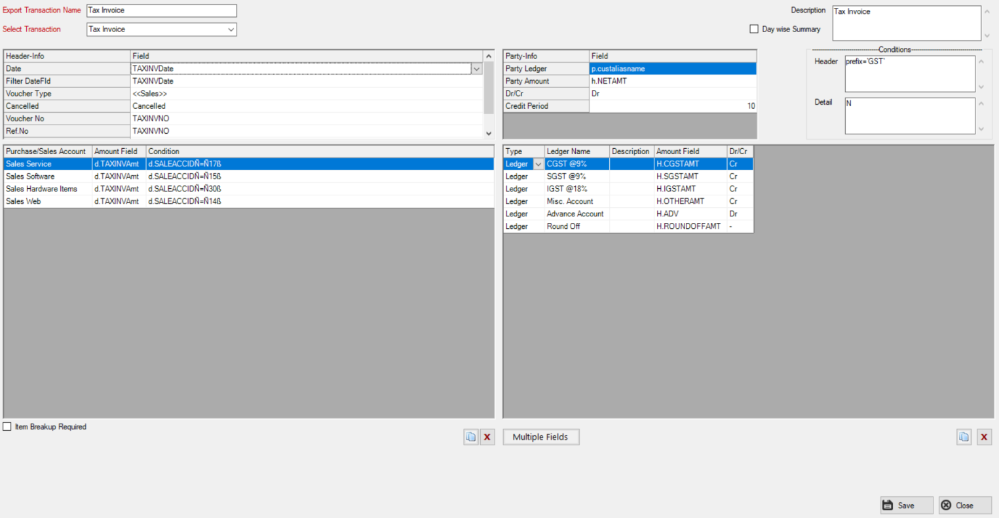 Export Transaction Name Tax Invoice
Select Transaction Tax Invoice
Description Tax Invoice
Day wise Summary
Header-Info Field
Date TAXINVDate
Filter DateFld TAXINVDate
Voucher Type <<Sales>>
Cancelled Cancelled
Voucher No TAXINVNO
Ref.No TAXINVNO
Party-Info Field
Party Ledger p.custaliasname
Party Amount h.NETAMT
Dr/Cr Dr
Credit Period 10
Conditions
Header prefix='GST'
Detail N
Purchase/Sales Account Amount Field Condition
Sales Service d.TAXINVAmt d.SALEACCIDÑ=Ñ17ß
Sales Software d.TAXINVAmt d.SALEACCIDÑ=Ñ15ß
Sales Hardware Items d.TAXINVAmt d.SALEACCIDÑ=Ñ30ß
Sales Web d.TAXINVAmt d.SALEACCIDÑ=Ñ14ß
Type Ledger Name Description Amount Field Dr/Cr
Ledger CGST @9% H.CGSTAMT Cr
Ledger SGST @9% H.SGSTAMT Cr
Ledger IGST @18% H.IGSTAMT Cr
Ledger Misc. Account H.OTHERAMT Cr
Ledger Advance Account H.ADV Dr
Ledger Round Off H.ROUNDOFFAMT -
Item Breakup Required
Multiple Fields
Save Close